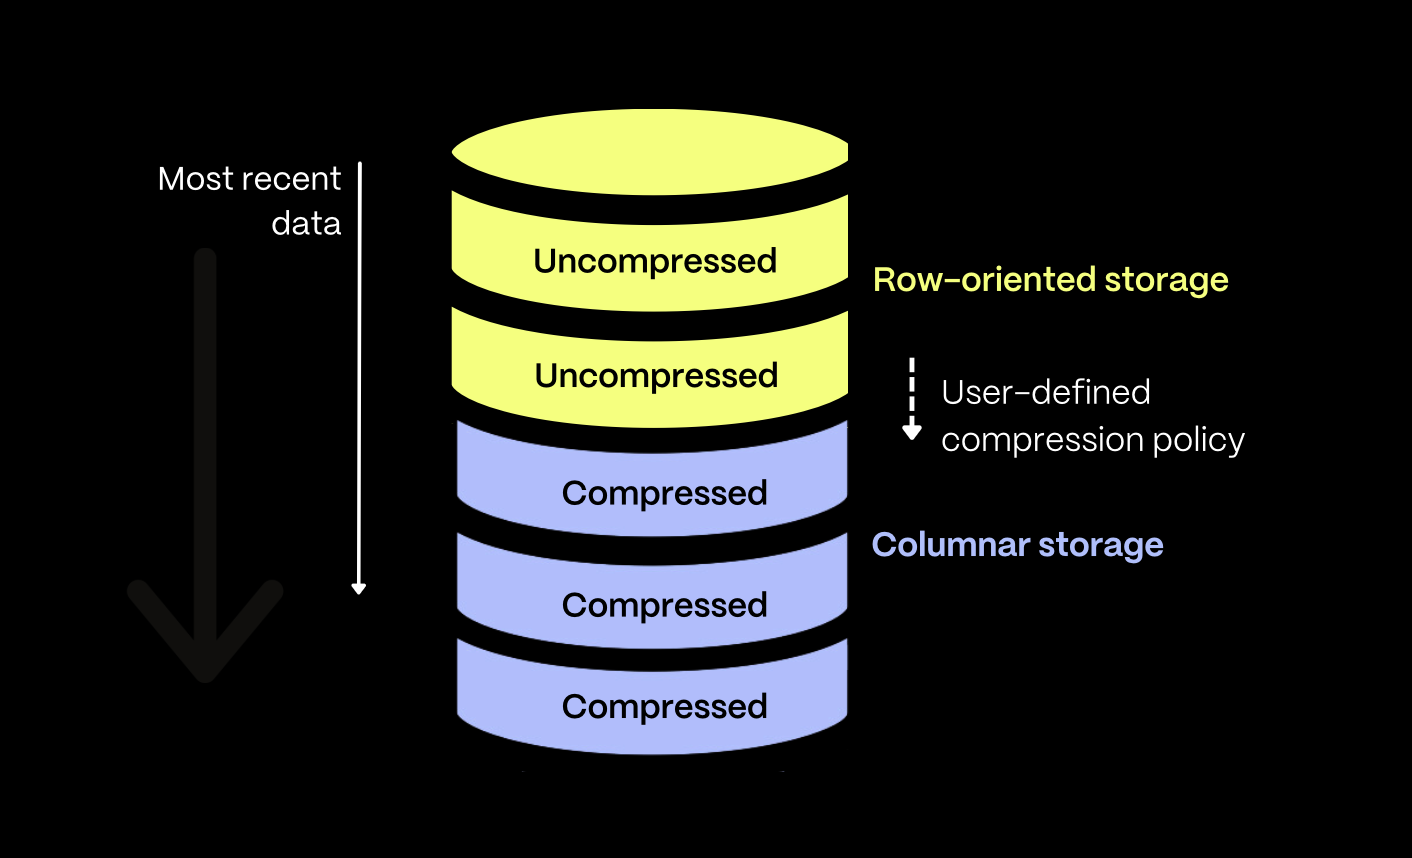 Most recent
data
Uncompressed
Row-oriented storage
Uncompressed
User-defined
compression policy
Compressed
Columnar storage
Compressed
Compressed